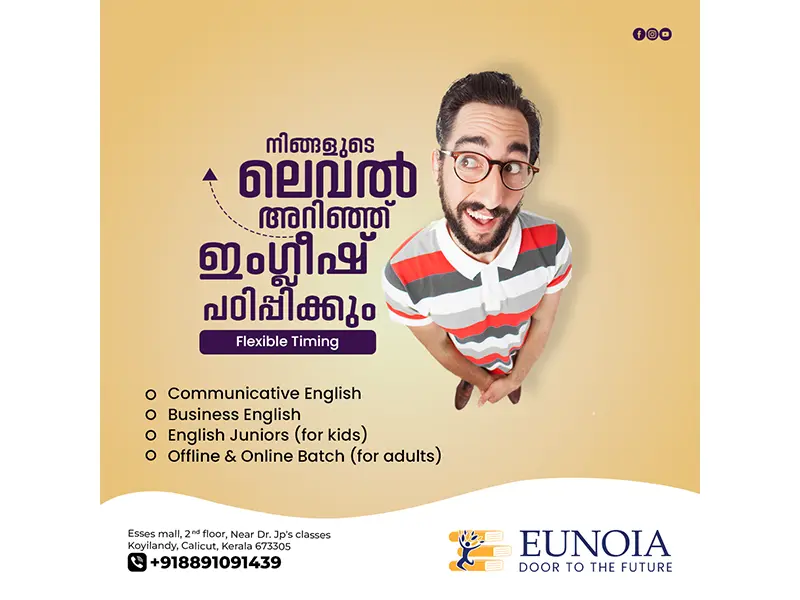 നിങ്ങളുടെ
ലെവൽ
അറിഞ്ഞ്
ഇംഗ്ലീഷ്
പഠിപ്പിക്കും
Flexible Timing
Communicative English
Business English
English Juniors (for kids)
Offline & Online Batch (for adults)
Esses mall, 2nd floor, Near Dr. Jp's classes
Koyilandy, Calicut, Kerala 673305
+918891091439
EUNOIA
DOOR TO THE FUTURE